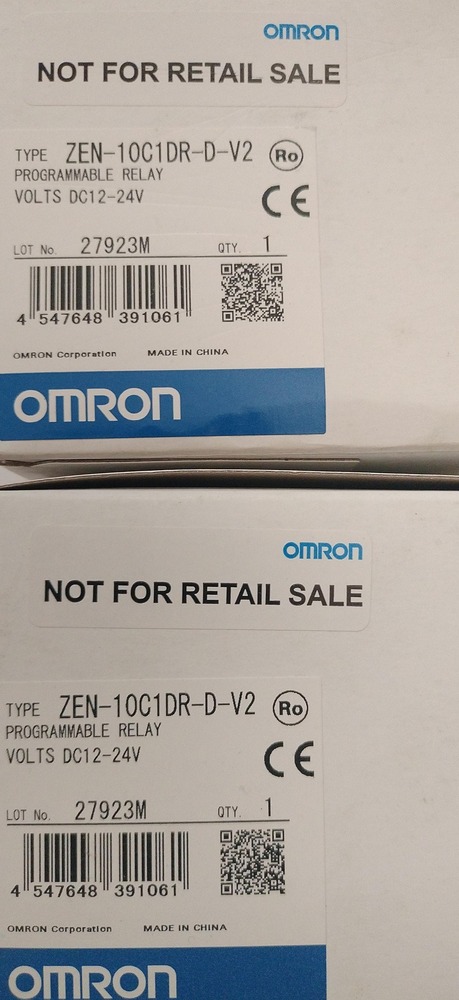 OMRON
NOT FOR RETAIL SALE
TYPE ZEN-10C1DR-D-V2 Ro
PROGRAMMABLE RELAY
VOLTS DC12-24V
CE
LOT No. 27923M QTY. 1
4 547648 391061
OMRON Corporation MADE IN CHINA
OMRON
OMRON
NOT FOR RETAIL SALE
TYPE ZEN-10C1DR-D-V2 Ro
PROGRAMMABLE RELAY
VOLTS DC12-24V
CE
LOT No. 27923M QTY. 1
4 547648 391061
OMRON Corporation MADE IN CHINA
OMRON